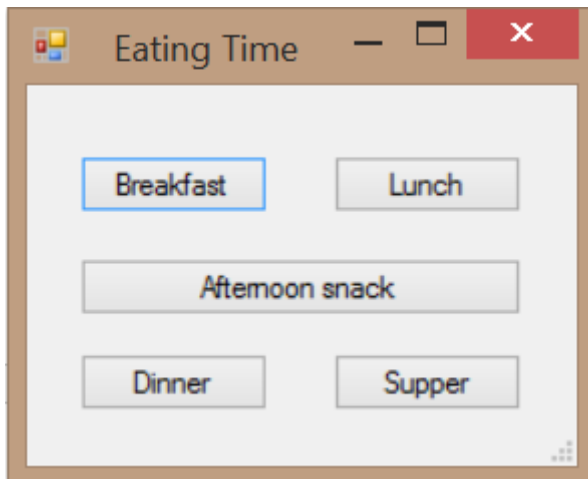 Eating Time
Breakfast Lunch
Afternoon snack
Dinner Supper